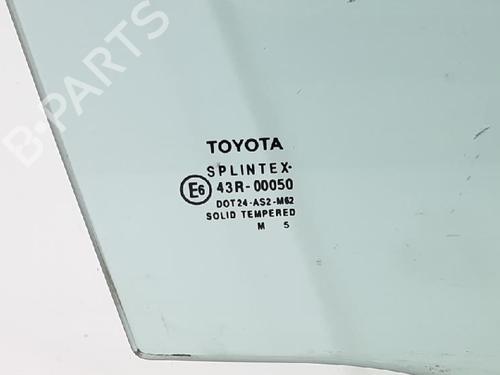 TOYOTA
SPLINTEX
E6 43R-00050
DOT24-AS2-M62
SOLID TEMPERED
M 5
B-PARTS